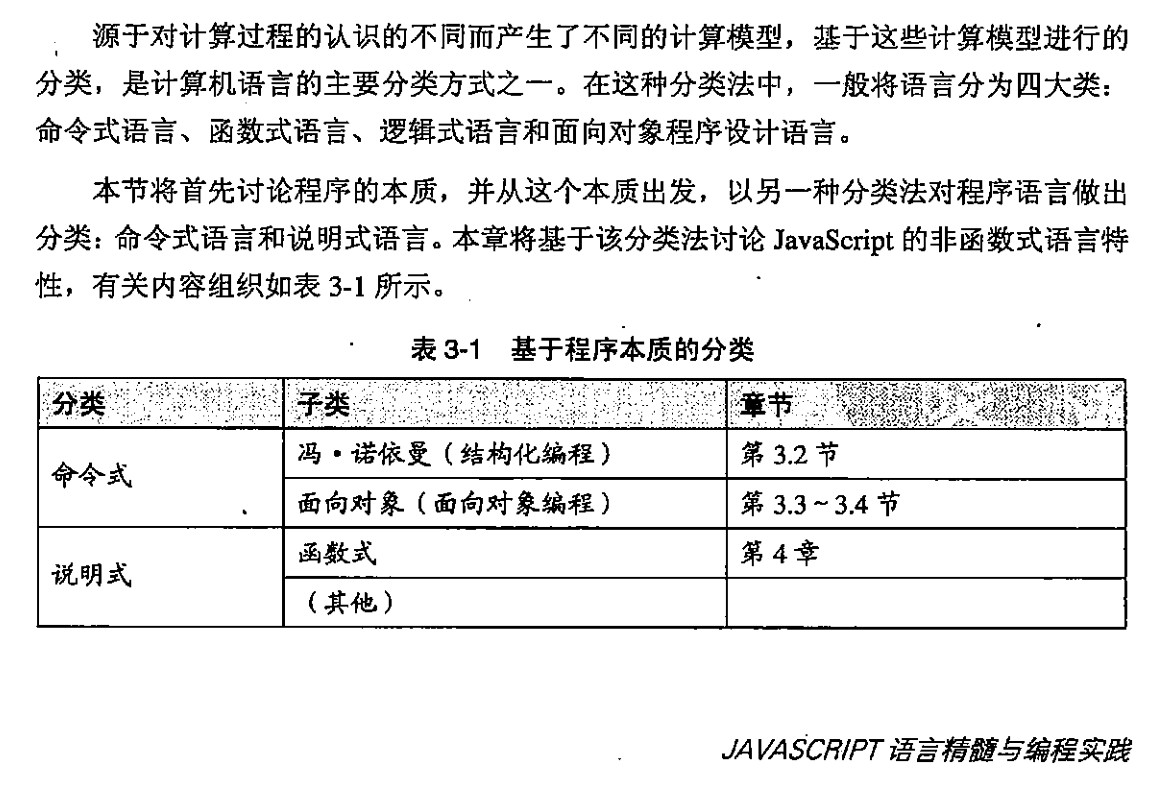 源于对计算过程的认识的不同而产生了不同的计算模型，基于这些计算模型进行的
分类，是计算机语言的主要分类方式之一。在这种分类法中，一般将语言分为四大类：
命令式语言、函数式语言、逻辑式语言和面向对象程序设计语言。
本节将首先讨论程序的本质，并从这个本质出发，以另一种分类法对程序语言做出
分类：命令式语言和说明式语言。本章将基于该分类法讨论 JavaScript 的非函数式语言特
性，有关内容组织如表 3-1 所示。
表 3-1 基于程序本质的分类
分类 子类 章节
命令式 冯·诺依曼（结构化编程） 第 3.2 节
面向对象（面向对象编程） 第 3.3～3.4 节
说明式 函数式 第 4 章
（其他）
JAVASCRIPT 语言精髓与编程实践